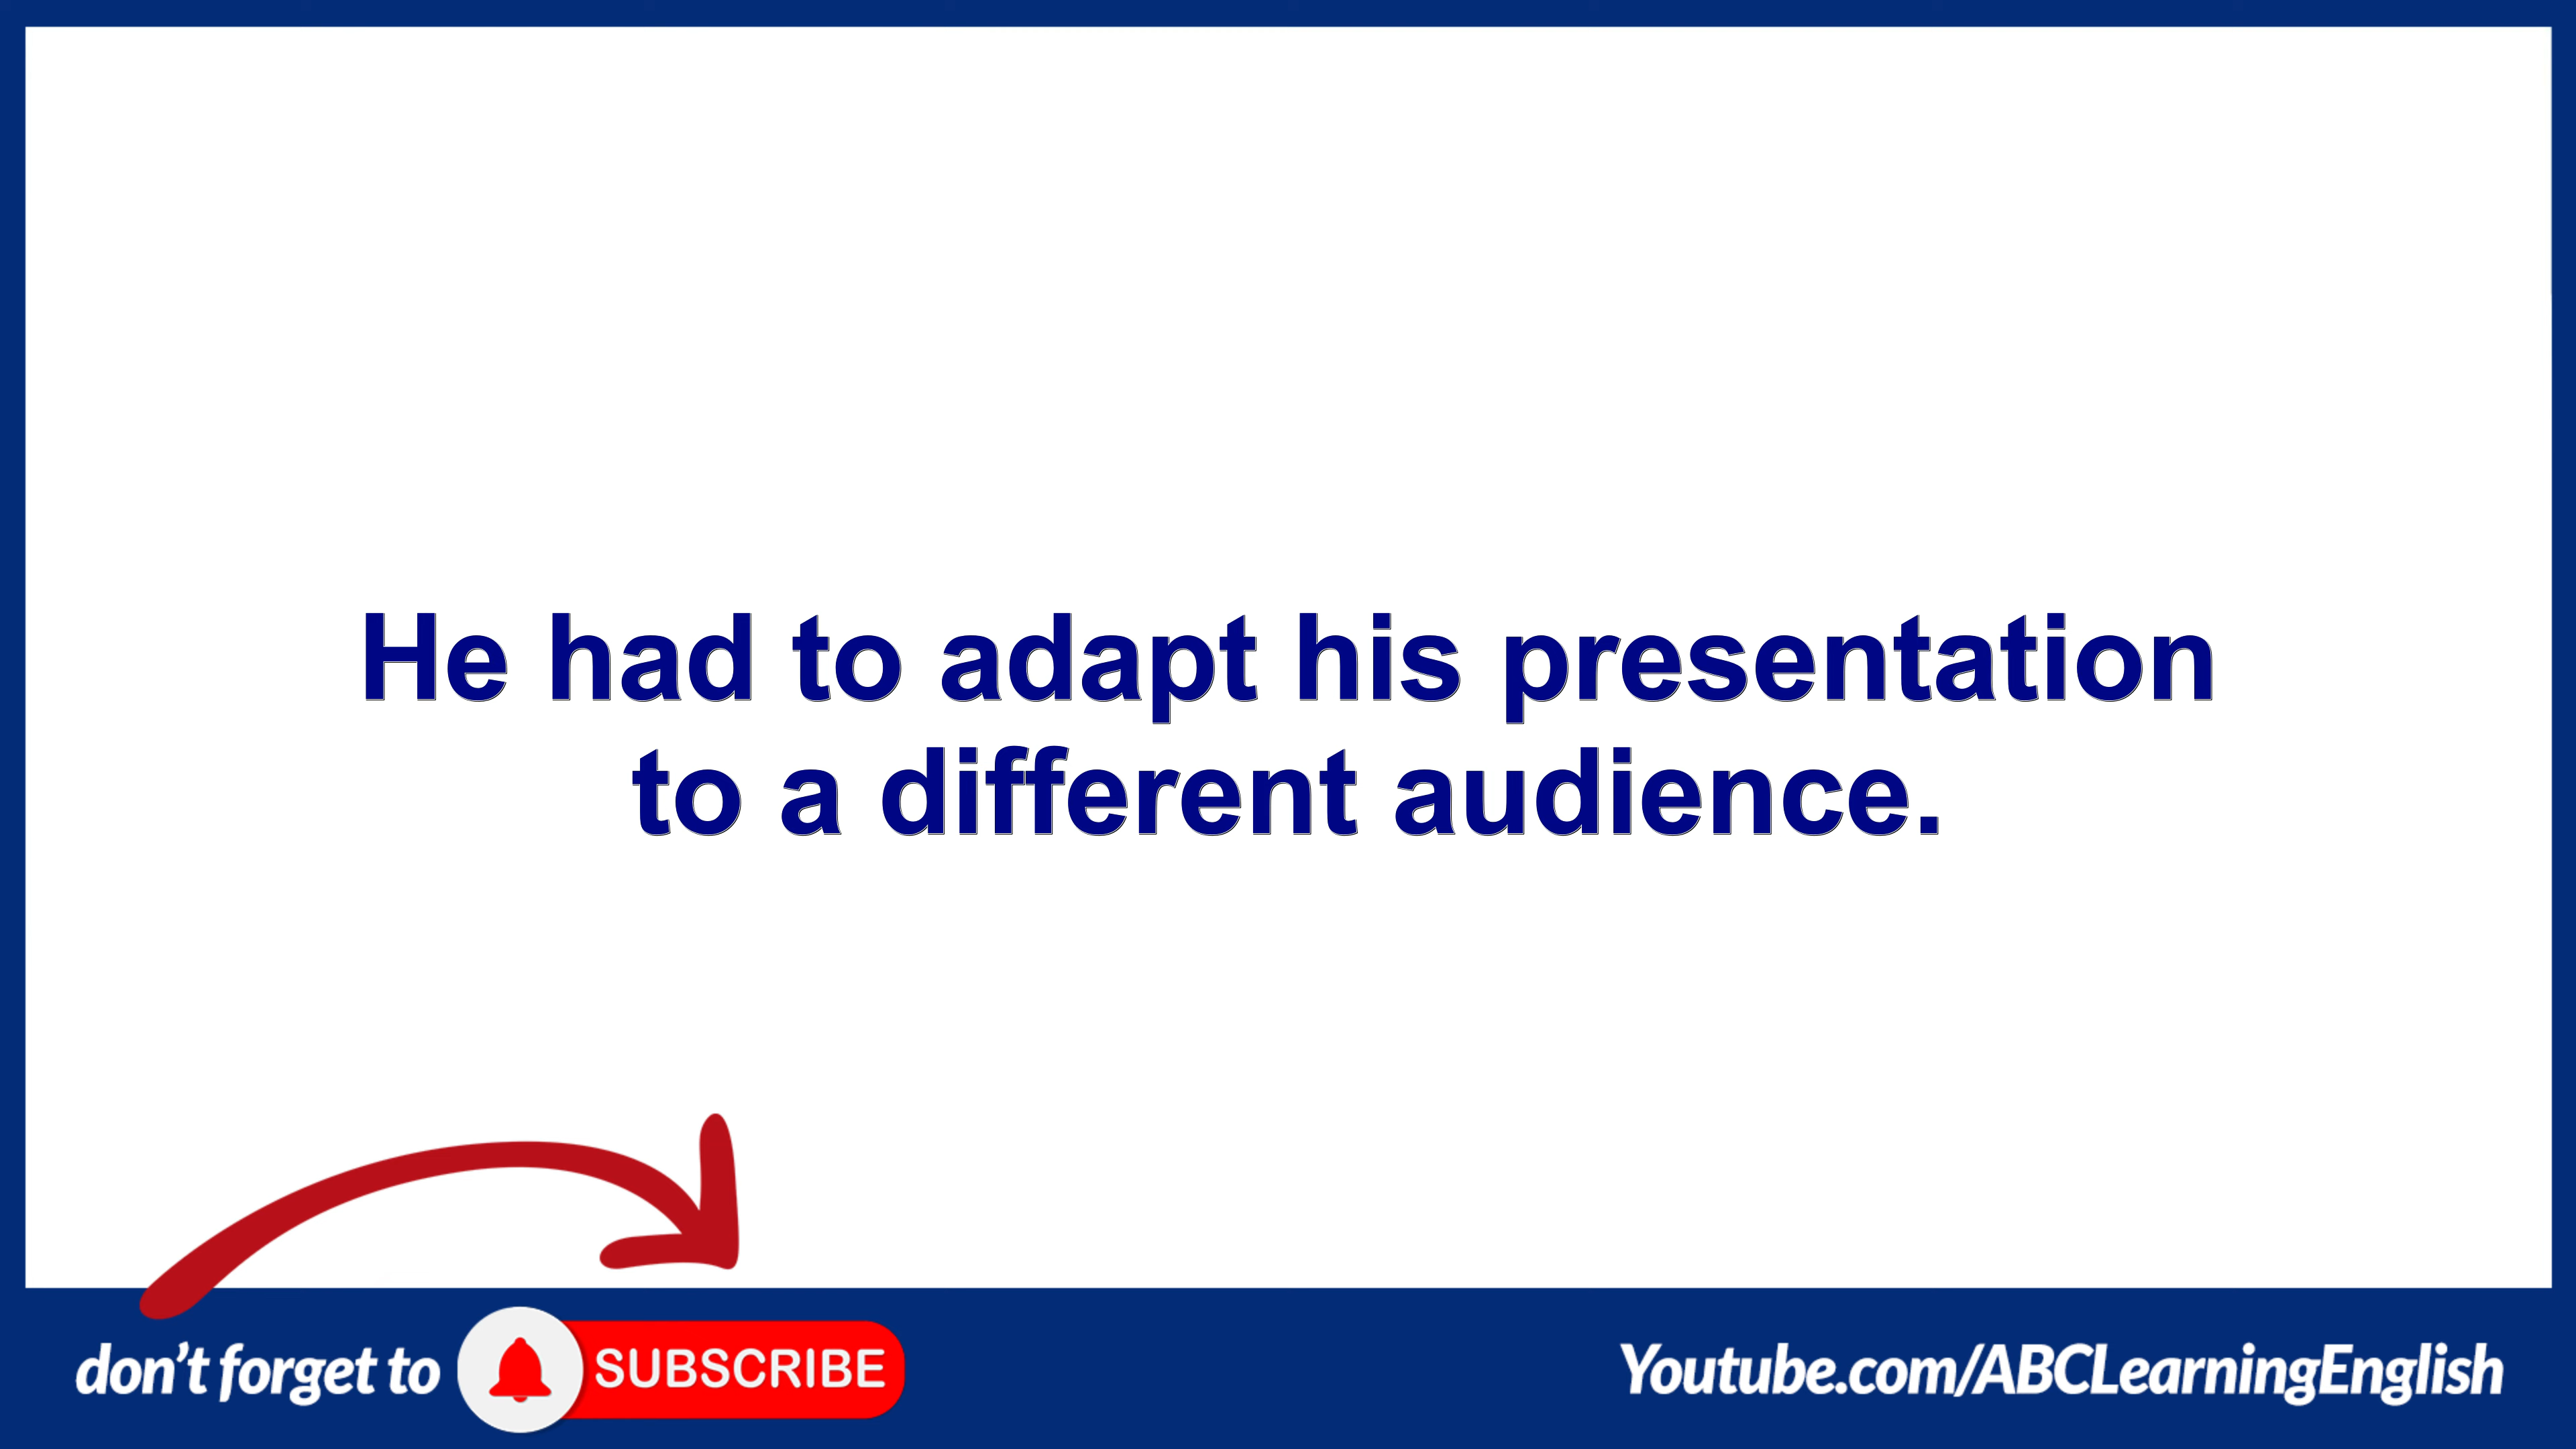 He had to adapt his presentation
to a different audience.
don't forget to SUBSCRIBE
Youtube.com/ABCLearningEnglish